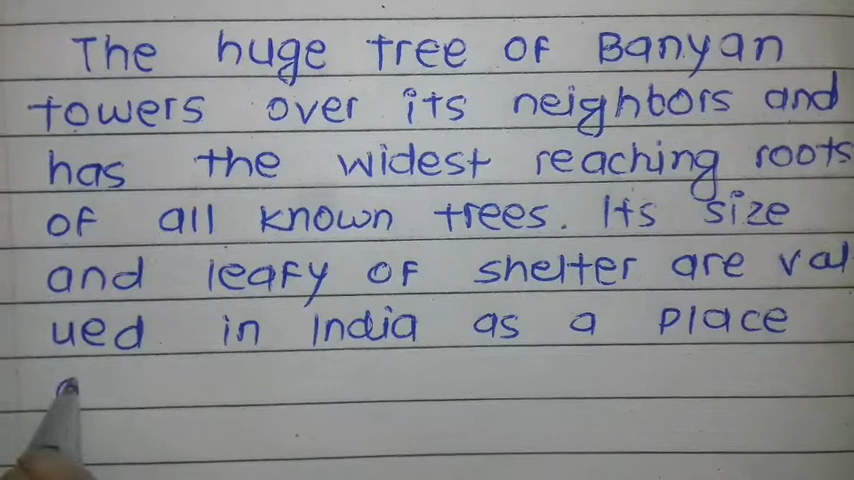 The huge tree of Banyan
towers over its neighbors and
has the widest reaching roots
of all known trees. Its size
and leafy of shelter are val
ued in India as a place